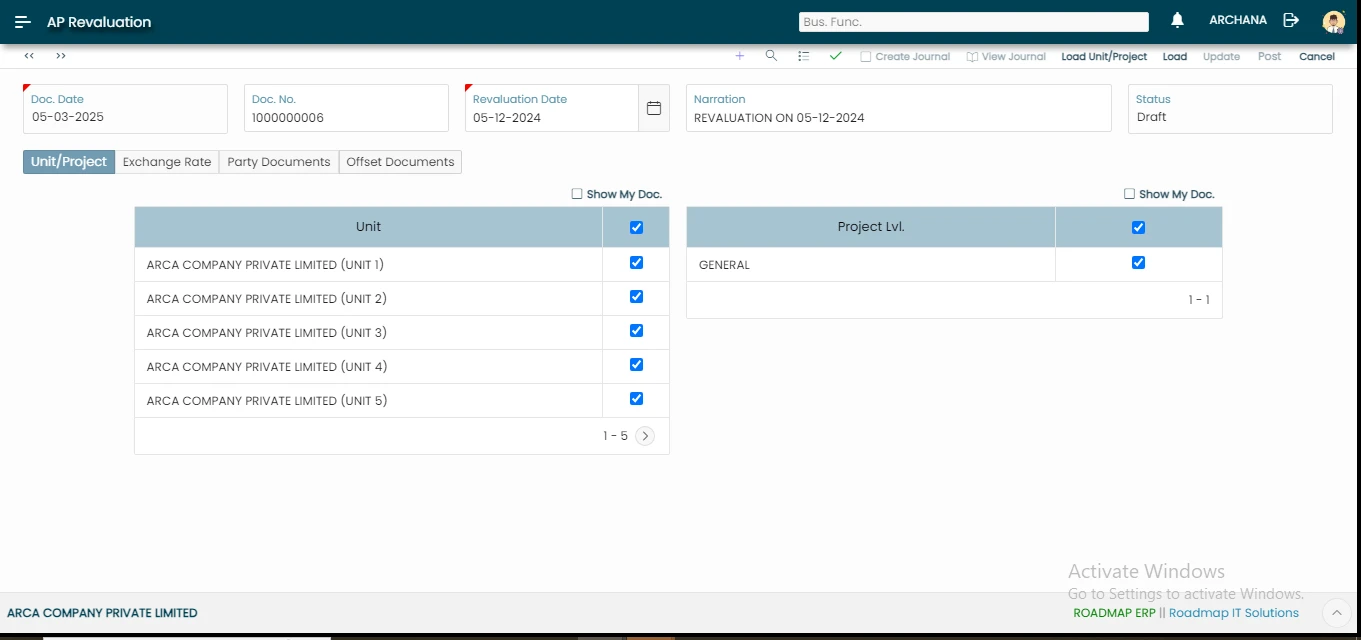 AP Revaluation
Bus. Func.
ARCHANA
<< >>
+ Create Journal View Journal Load Unit/Project Load Update Post Cancel
Doc. Date
05-03-2025
Doc. No.
1000000006
Revaluation Date
05-12-2024
Narration
REVALUATION ON 05-12-2024
Status
Draft
Unit/Project Exchange Rate Party Documents Offset Documents
Show My Doc.
Unit
ARCA COMPANY PRIVATE LIMITED (UNIT 1)
ARCA COMPANY PRIVATE LIMITED (UNIT 2)
ARCA COMPANY PRIVATE LIMITED (UNIT 3)
ARCA COMPANY PRIVATE LIMITED (UNIT 4)
ARCA COMPANY PRIVATE LIMITED (UNIT 5)
1 - 5
Show My Doc.
Project Lvl.
GENERAL
1 - 1
Activate Windows
Go to Settings to activate Windows.
ARCA COMPANY PRIVATE LIMITED
ROADMAP ERP || Roadmap IT Solutions